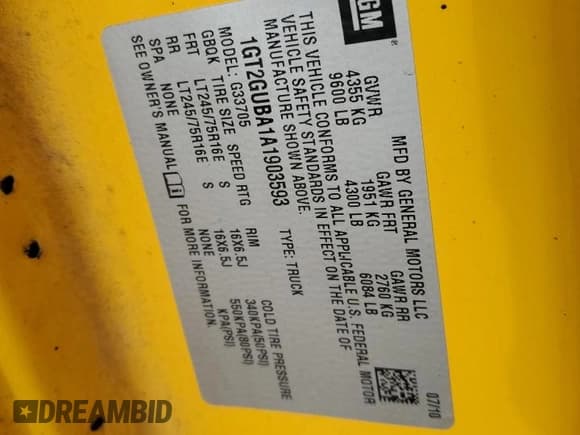 GM
®
MFD BY GENERAL MOTORS LLC
07/10
GVWR GAWR FRT GAWR RR
4355 KG 1951 KG 2760 KG
9600 LB 4300 LB 6084 LB
THIS VEHICLE CONFORMS TO ALL APPLICABLE U.S. FEDERAL MOTOR
VEHICLE SAFETY STANDARDS IN EFFECT ON THE DATE OF
MANUFACTURE SHOWN ABOVE.
1GT2GUBA1A1903593 TYPE: TRUCK
MODEL: G33705
GBQK TIRE SIZE SPEED RTG RIM COLD TIRE PRESSURE
FRT LT245/75R16E S 16X6.5J 340KPA(50PSI)
RR LT245/75R16E S 16X6.5J 550KPA(80PSI)
SPA NONE NONE KPA(PSI)
SEE OWNER'S MANUAL FOR MORE INFORMATION.
DREAMBID